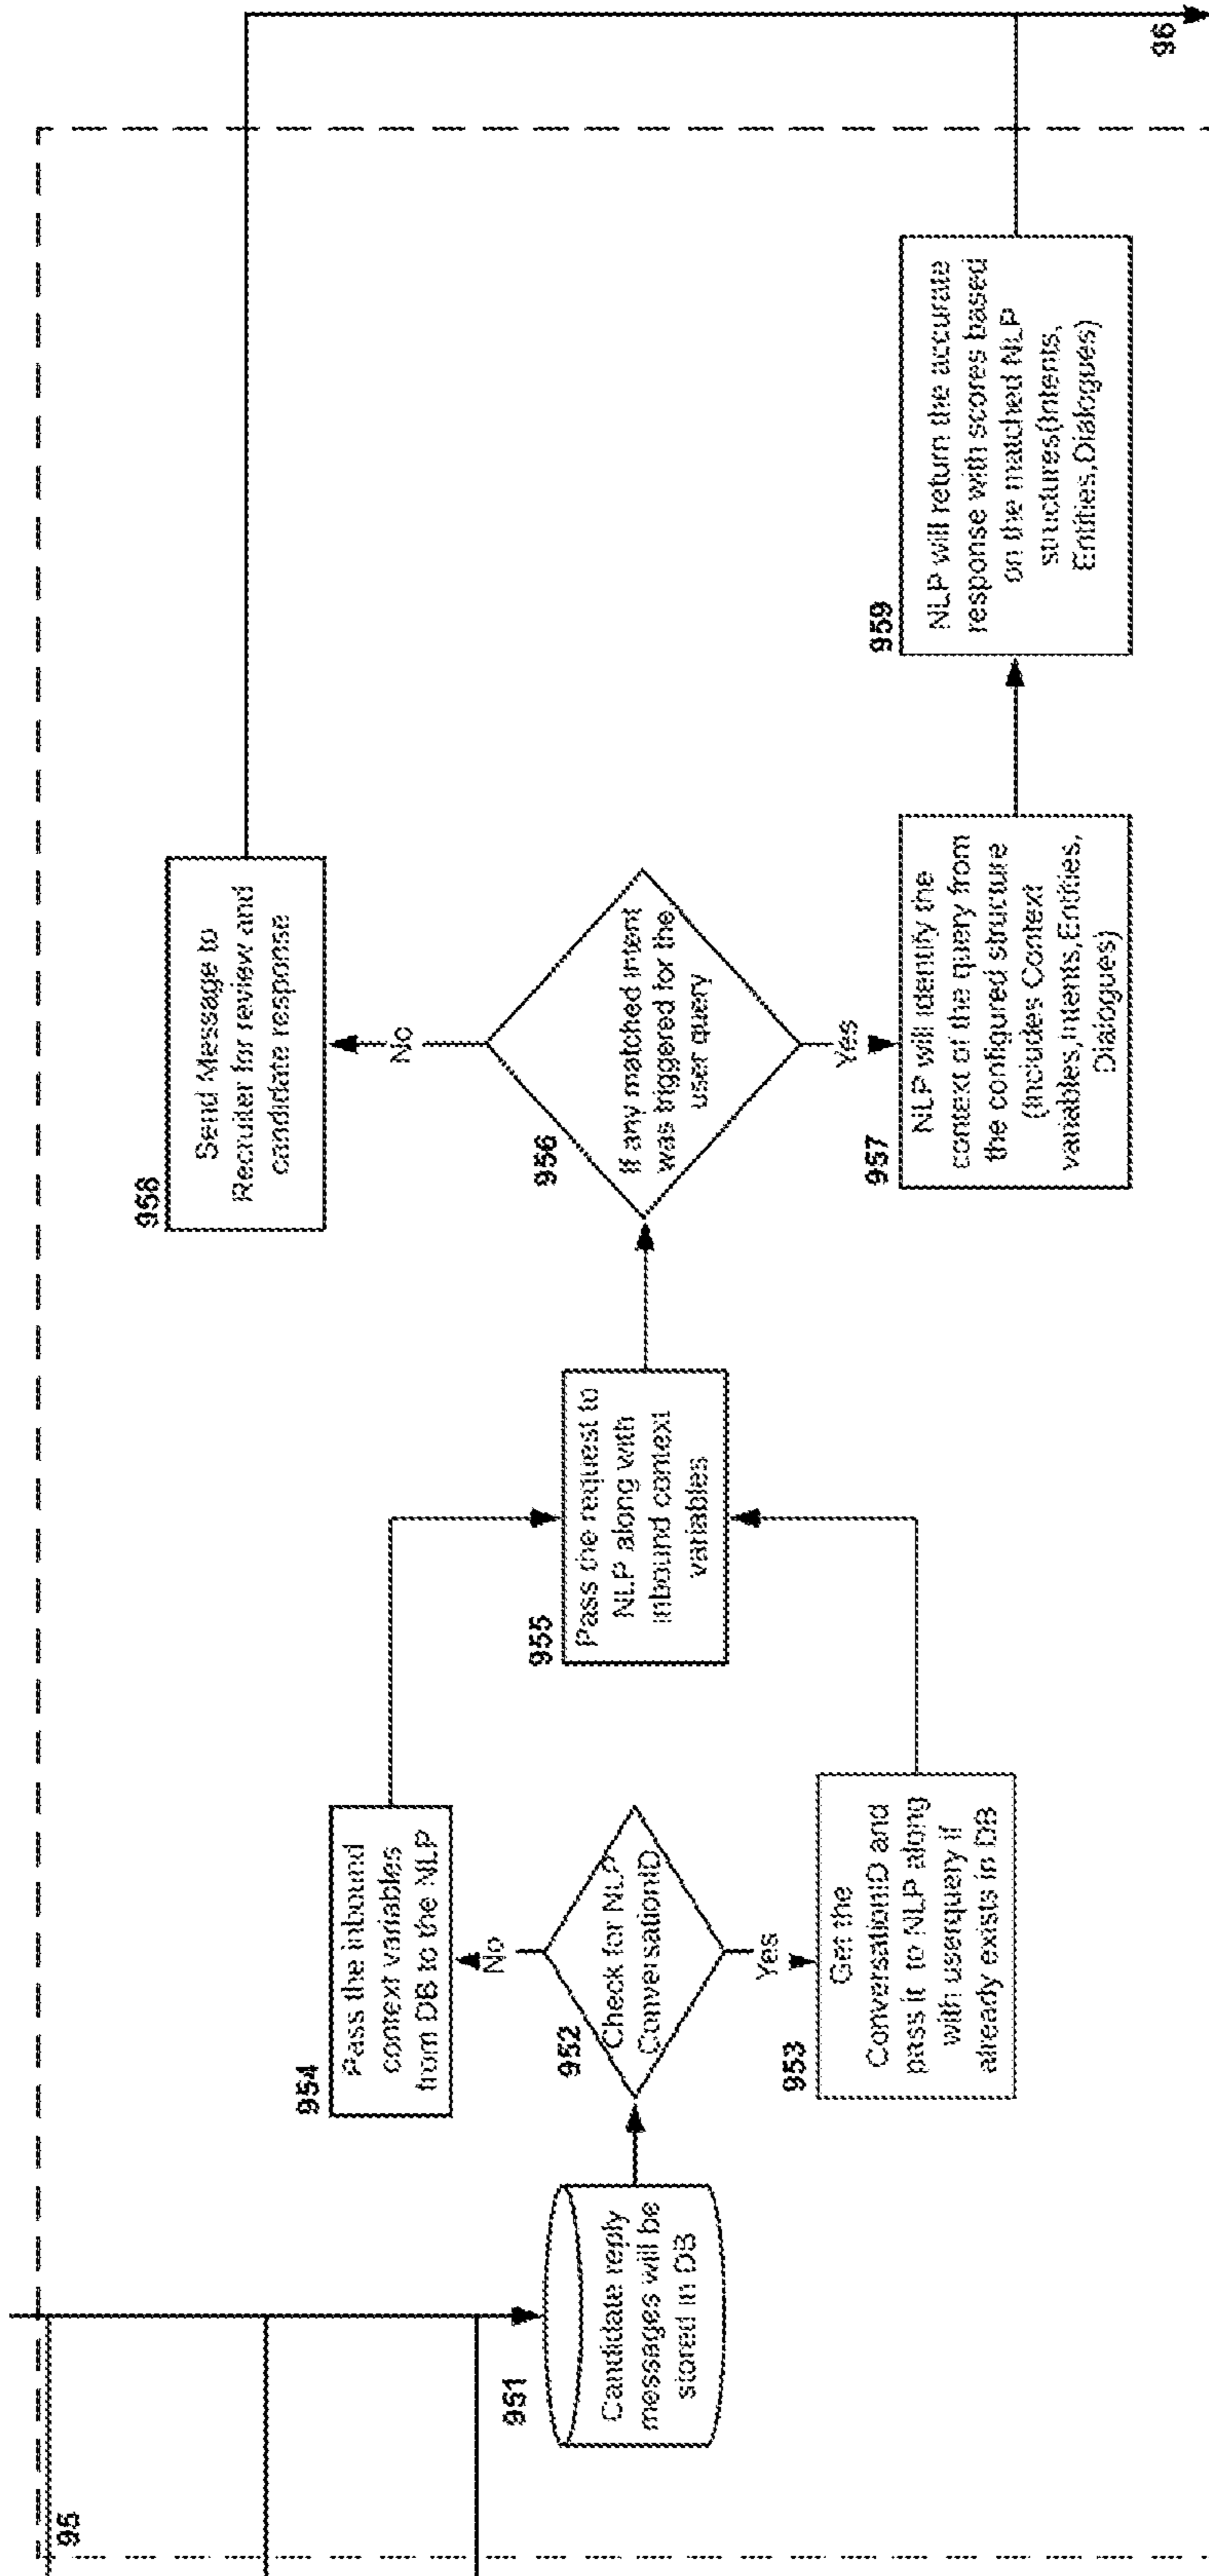 95
951
Candidate reply
messages will be
stored in DB
952
Check for NLP
ConversationID
No
Yes
954
Pass the inbound
context variables
from DB to the NLP
953
Get the
ConversationID and
pass it to NLP along
with userquery if
already exists in DB
955
Pass the request to
NLP along with
inbound context
variables
956
If any matched intent
was triggered for the
user query
No
Yes
958
Send Message to
Recruiter for review and
candidate response
957
NLP will identify the
context of the query from
the configured structure
(Includes Context
variables,Intents,Entities,
Dialogues)
959
NLP will return the accurate
response with scores based
on the matched NLP
structures(Intents,
Entities,Dialogues)
96